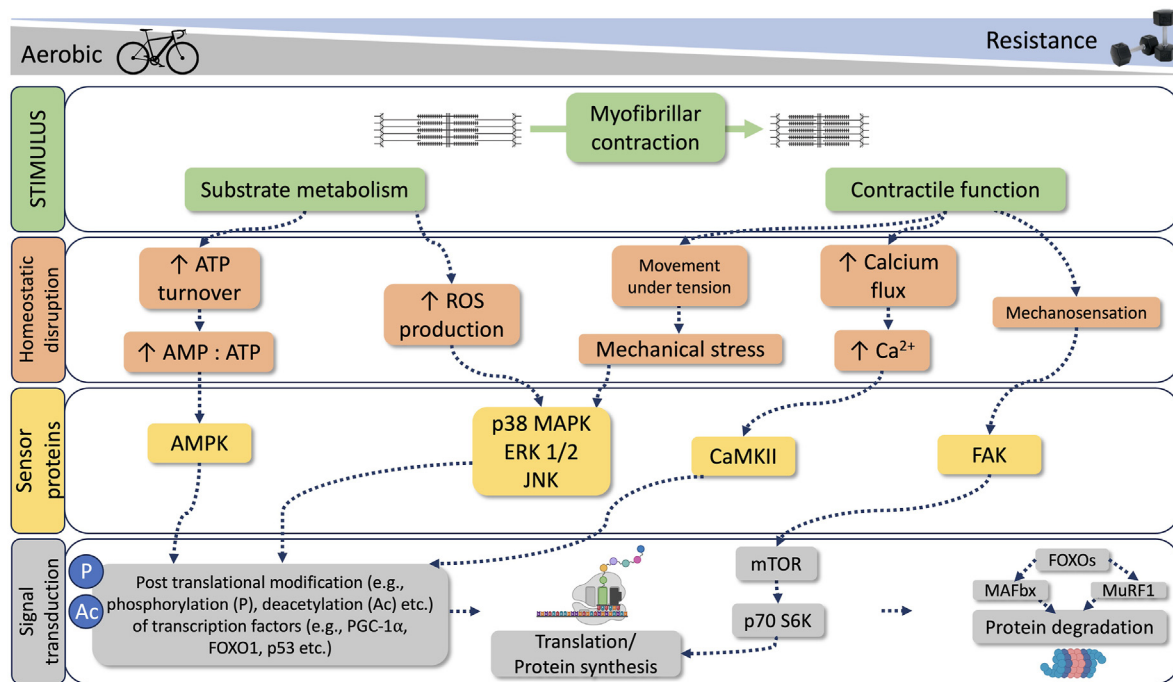 Aerobic
Resistance
STIMULUS
Myofibrillar
contraction
Substrate metabolism
Contractile function
Homeostatic
disruption
↑ ATP
turnover
↑ AMP : ATP
↑ ROS
production
Movement
under tension
Mechanical stress
↑ Calcium
flux
↑ Ca²⁺
Mechanosensation
Sensor
proteins
AMPK
p38 MAPK
ERK 1/2
JNK
CaMKII
FAK
Signal
transduction
P
Ac
Post translational modification (e.g.,
phosphorylation (P), deacetylation (Ac) etc.)
of transcription factors (e.g., PGC-1α,
FOXO1, p53 etc.)
Translation/
Protein synthesis
mTOR
p70 S6K
FOXOs
MAFbx
MuRF1
Protein degradation